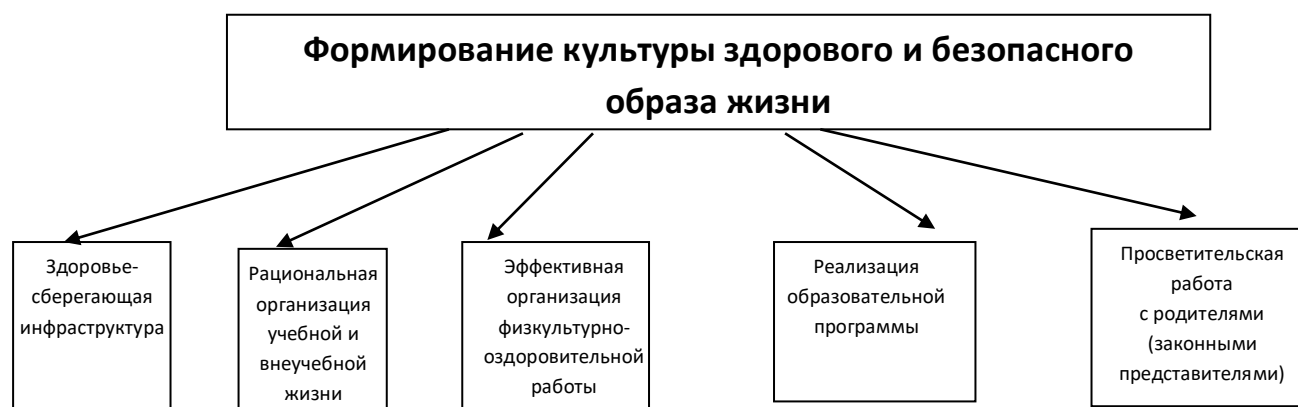 Формирование культуры здорового и безопасного
образа жизни
Здоровье-
сберегающая
инфраструктура
Рациональная
организация
учебной и
внеучебной
жизни
Эффективная
организация
физкультурно-
оздоровительной
работы
Реализация
образовательной
программы
Просветительская
работа
с родителями
(законными
представителями)